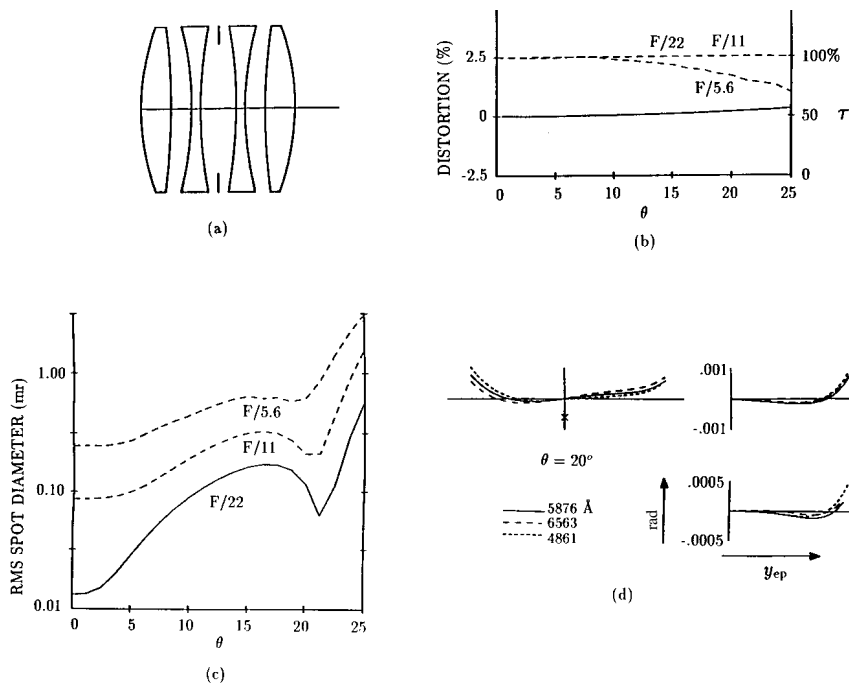 (a)
DISTORTION (%)
2.5
0
-2.5
F/22
F/11
F/5.6
100%
50
τ
0
0
5
10
15
20
25
θ
(b)
RMS SPOT DIAMETER (mr)
1.00
0.10
0.01
F/5.6
F/11
F/22
0
5
10
15
20
25
θ
(c)
θ = 20°
5876 Å
6563
4861
rad
.001
-.001
.0005
-.0005
yep
(d)